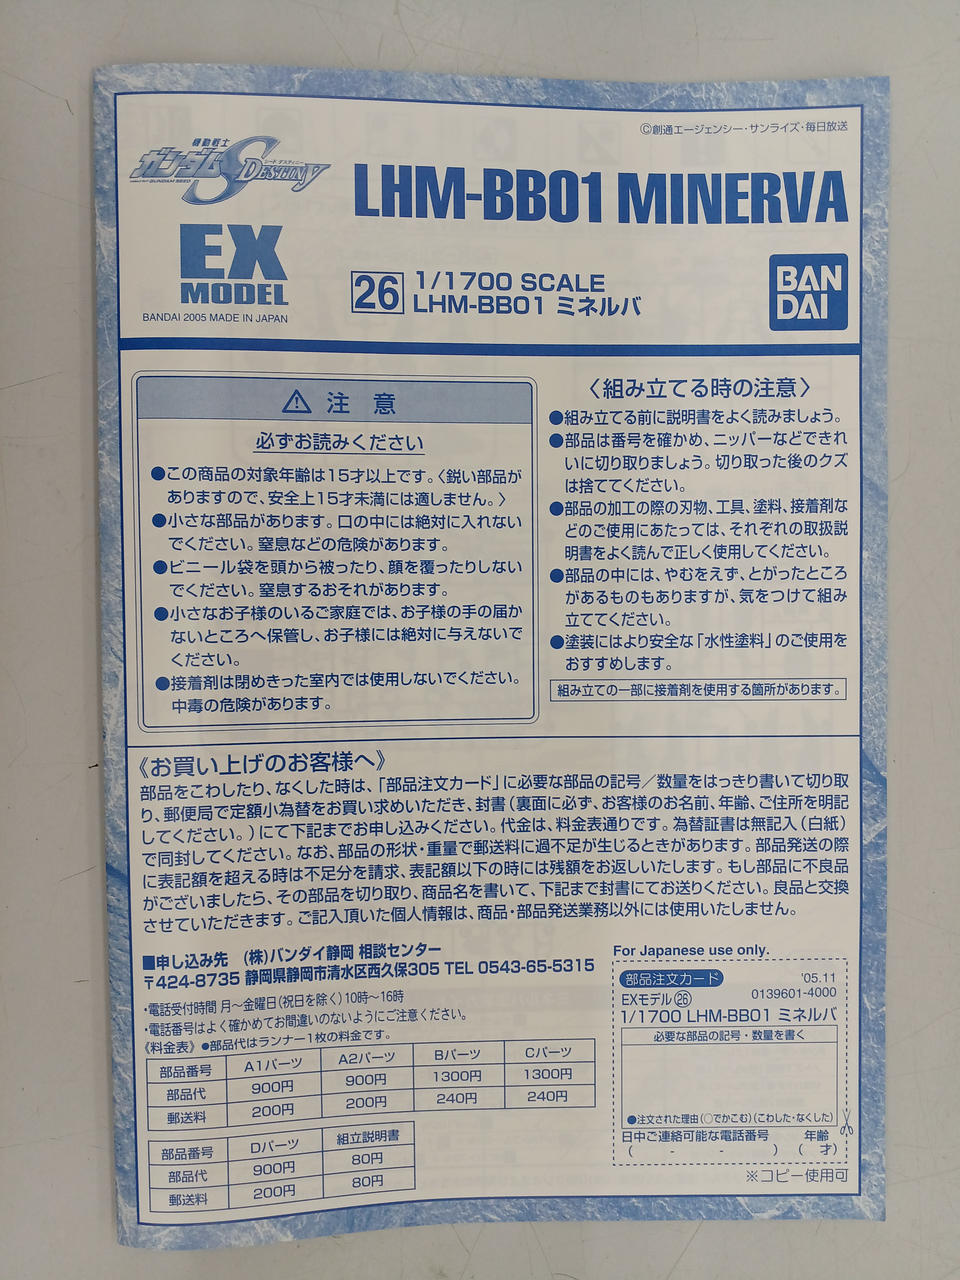 ©創通エージェンシー・サンライズ・毎日放送
機動戦士
ガンダムSEED DESTINY
シード デスティニー
LHM-BB01 MINERVA
EX
MODEL
BANDAI 2005 MADE IN JAPAN
26 1/1700 SCALE
LHM-BB01 ミネルバ
BAN
DAI
⚠ 注 意
必ずお読みください
●この商品の対象年齢は15才以上です。〈鋭い部品が
ありますので、安全上15才未満には適しません。〉
●小さな部品があります。口の中には絶対に入れない
でください。窒息などの危険があります。
●ビニール袋を頭から被ったり、顔を覆ったりしない
でください。窒息するおそれがあります。
●小さなお子様のいるご家庭では、お子様の手の届か
ないところへ保管し、お子様には絶対に与えないで
ください。
●接着剤は閉めきった室内では使用しないでください。
中毒の危険があります。
〈組み立てる時の注意〉
●組み立てる前に説明書をよく読みましょう。
●部品は番号を確かめ、ニッパーなどできれ
いに切り取りましょう。切り取った後のクズ
は捨ててください。
●部品の加工の際の刃物、工具、塗料、接着剤な
どのご使用にあたっては、それぞれの取扱説
明書をよく読んで正しく使用してください。
●部品の中には、やむをえず、とがったところ
があるものもありますが、気をつけて組み
立ててください。
●塗装にはより安全な「水性塗料」のご使用を
おすすめします。
組み立ての一部に接着剤を使用する箇所があります。
《お買い上げのお客様へ》
部品をこわしたり、なくした時は、「部品注文カード」に必要な部品の記号／数量をはっきり書いて切り取
り、郵便局で定額小為替をお買い求めいただき、封書(裏面に必ず、お客様のお名前、年齢、ご住所を明記
してください。)にて下記までお申し込みください。代金は、料金表通りです。為替証書は無記入(白紙)
で同封してください。なお、部品の形状・重量で郵送料に過不足が生じるときがあります。部品発送の際
に表記額を超える時は不足分を請求、表記額以下の時には残額をお返しいたします。もし部品に不良品
がございましたら、その部品を切り取り、商品名を書いて、下記まで封書にてお送りください。良品と交換
させていただきます。ご記入頂いた個人情報は、商品・部品発送業務以外には使用いたしません。
■申し込み先 (株)バンダイ静岡 相談センター
〒424-8735 静岡県静岡市清水区西久保305 TEL 0543-65-5315
・電話受付時間 月～金曜日(祝日を除く)10時～16時
・電話番号はよく確かめてお間違いのないようにご注意ください。
《料金表》●部品代はランナー1枚の料金です。
部品番号 A1パーツ A2パーツ Bパーツ Cパーツ
部品代 900円 900円 1300円 1300円
郵送料 200円 200円 240円 240円
部品番号 Dパーツ 組立説明書
部品代 900円 80円
郵送料 200円 80円
For Japanese use only.
部品注文カード '05.11
EXモデル㉖ 0139601-4000
1/1700 LHM-BB01 ミネルバ
必要な部品の記号・数量を書く
●注文された理由(○でかこむ)(こわした・なくした)
日中ご連絡可能な電話番号 年齢
( - - ) ( 才)
※コピー使用可